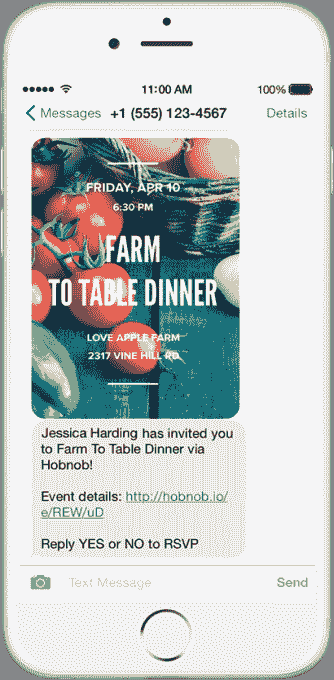 11:00 AM 100%
Messages +1 (555) 123-4567 Details
FRIDAY, APR 10
6:30 PM
FARM
TO TABLE DINNER
LOVE APPLE FARM
2317 VINE HILL RD
Jessica Harding has invited you
to Farm To Table Dinner via
Hobnob!
Event details: http://hobnob.io/
e/REW/uD
Reply YES or NO to RSVP
Text Message Send